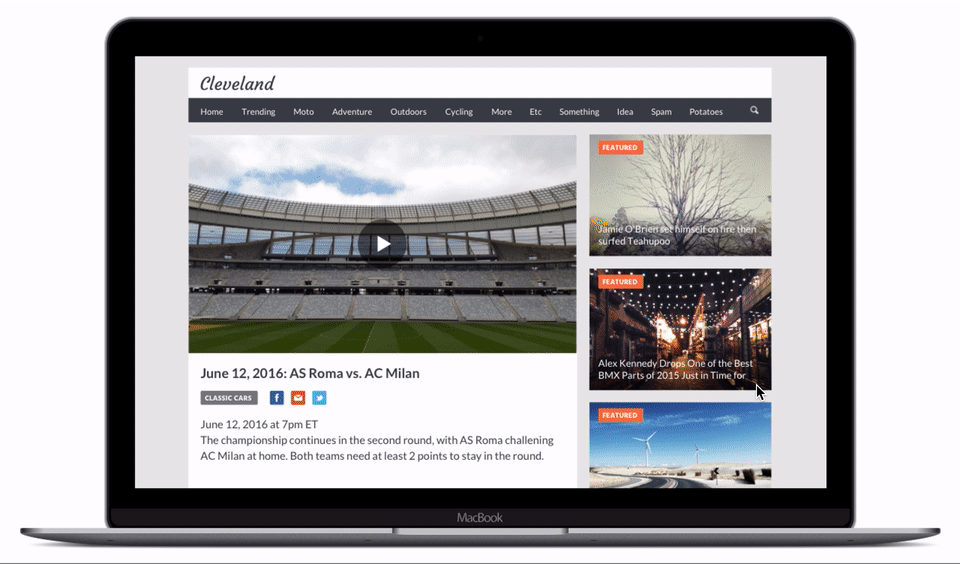 Cleveland
Home Trending Moto Adventure Outdoors Cycling More Etc Something Idea Spam Potatoes
FEATURED
Jamie O'Brien set himself on fire then
surfed Teahupoo
FEATURED
Alex Kennedy Drops One of the Best
BMX Parts of 2015 Just in Time for
FEATURED
June 12, 2016: AS Roma vs. AC Milan
CLASSIC CARS
June 12, 2016 at 7pm ET
The championship continues in the second round, with AS Roma challening
AC Milan at home. Both teams need at least 2 points to stay in the round.
MacBook